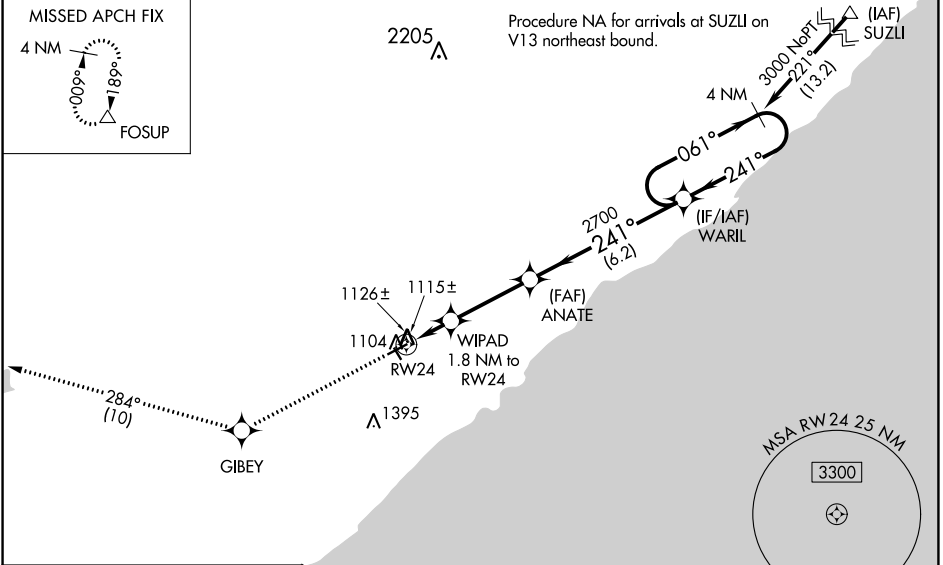 MISSED APCH FIX
4 NM
009°
189°
FOSUP
2205
Procedure NA for arrivals at SUZLI on
V13 northeast bound.
(IAF)
SUZLI
3000 NoPT
221°
(13.2)
4 NM
061°
241°
(IF/IAF)
WARIL
2700
241°
(6.2)
(FAF)
ANATE
1126±
1115±
1104
RW24
WIPAD
1.8 NM to
RW24
1395
284°
(10)
GIBEY
MSA RW24 25 NM
3300